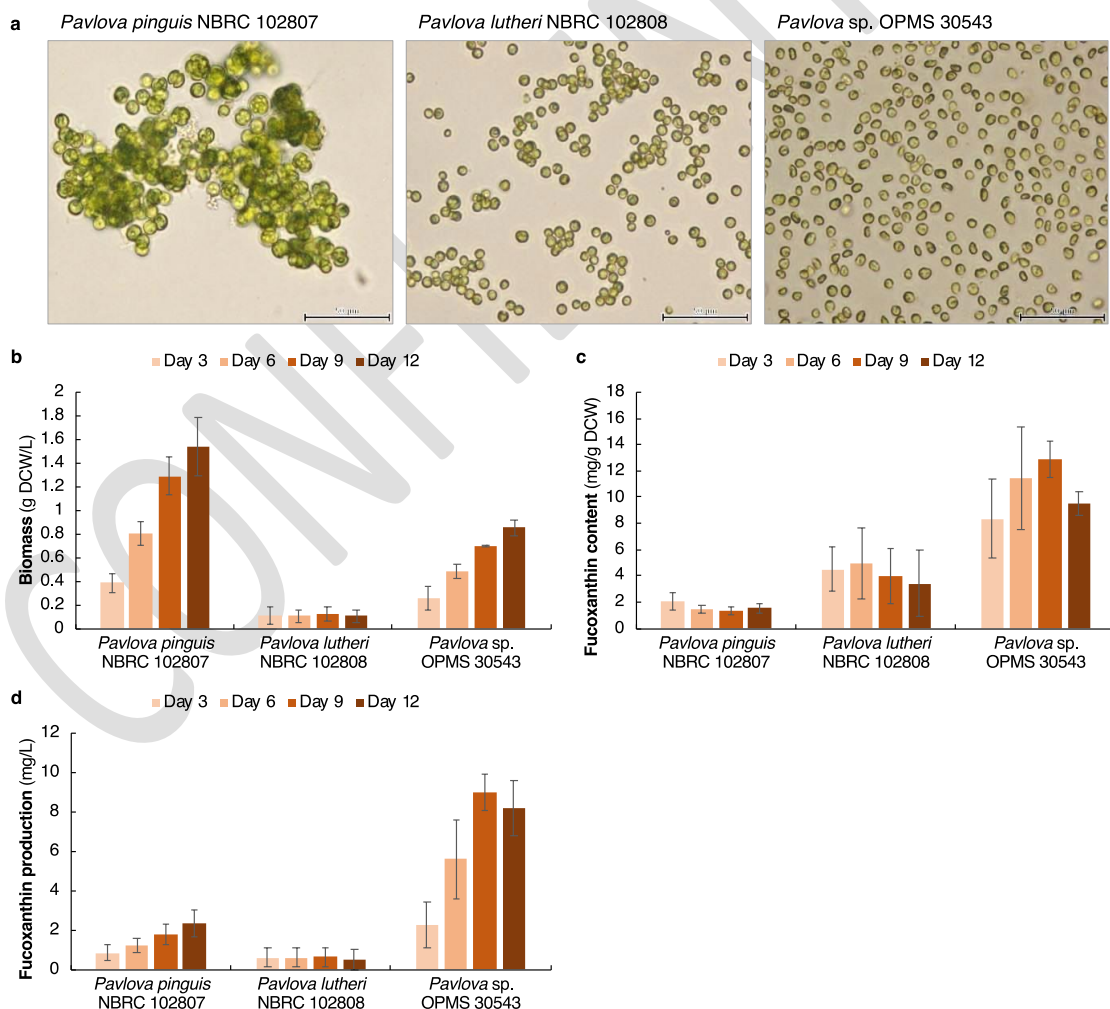 a
Pavlova pinguis NBRC 102807
Pavlova lutheri NBRC 102808
Pavlova sp. OPMS 30543
b
Day 3 Day 6 Day 9 Day 12
Biomass (g DCW/L)
2
1.8
1.6
1.4
1.2
1
0.8
0.6
0.4
0.2
0
Pavlova pinguis
NBRC 102807
Pavlova lutheri
NBRC 102808
Pavlova sp.
OPMS 30543
c
Day 3 Day 6 Day 9 Day 12
Fucoxanthin content (mg/g DCW)
18
16
14
12
10
8
6
4
2
0
Pavlova pinguis
NBRC 102807
Pavlova lutheri
NBRC 102808
Pavlova sp.
OPMS 30543
d
Day 3 Day 6 Day 9 Day 12
Fucoxanthin production (mg/L)
12
10
8
6
4
2
0
Pavlova pinguis
NBRC 102807
Pavlova lutheri
NBRC 102808
Pavlova sp.
OPMS 30543